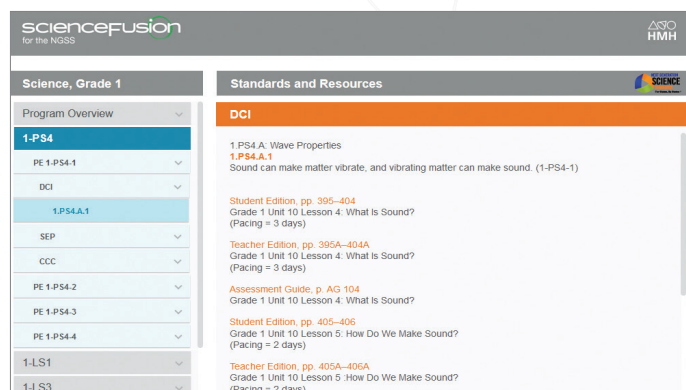 scIenceFusion
for the NGSS
HMH
Science, Grade 1
Program Overview
1-PS4
PE 1-PS4-1
DCI
1.PS4.A.1
SEP
CCC
PE 1-PS4-2
PE 1-PS4-3
PE 1-PS4-4
1-LS1
1-LS3
Standards and Resources
SCIENCE
DCI
1.PS4.A: Wave Properties
1.PS4.A.1
Sound can make matter vibrate, and vibrating matter can make sound. (1-PS4-1)
Student Edition, pp. 395–404
Grade 1 Unit 10 Lesson 4: What Is Sound?
(Pacing = 3 days)
Teacher Edition, pp. 395A–404A
Grade 1 Unit 10 Lesson 4: What Is Sound?
(Pacing = 3 days)
Assessment Guide, p. AG 104
Grade 1 Unit 10 Lesson 4: What Is Sound?
Student Edition, pp. 405–406
Grade 1 Unit 10 Lesson 5: How Do We Make Sound?
(Pacing = 2 days)
Teacher Edition, pp. 405A–406A
Grade 1 Unit 10 Lesson 5 :How Do We Make Sound?
(Pacing = 2 days)